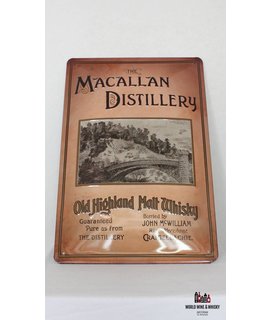 THE
MACALLAN
DISTILLERY
Old Highland Malt Whisky
Guaranteed
Pure as from
THE DISTILLERY
Bottled by
JOHN McWILLIAM
CRAIGELLACHIE.
WORLD WINE & WHISKY